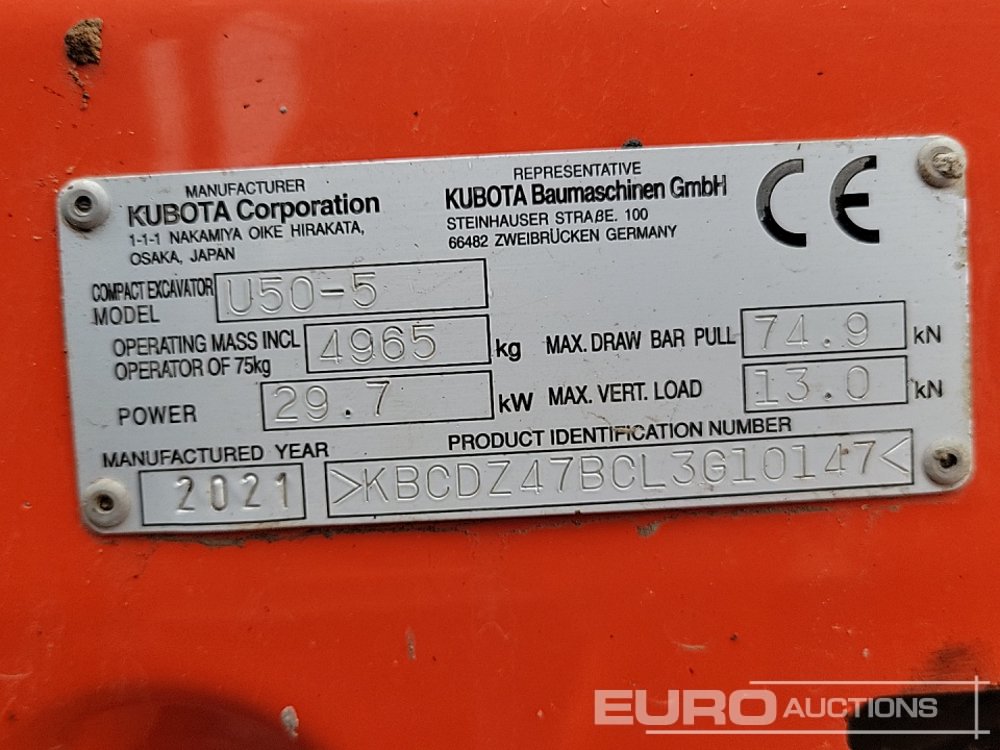 MANUFACTURER
KUBOTA Corporation
1-1-1 NAKAMIYA OIKE HIRAKATA,
OSAKA, JAPAN
REPRESENTATIVE
KUBOTA Baumaschinen GmbH
STEINHAUSER STRAßE. 100
66482 ZWEIBRÜCKEN GERMANY
CE
COMPACT EXCAVATOR
MODEL U50-5
OPERATING MASS INCL
OPERATOR OF 75kg 4965 kg
MAX. DRAW BAR PULL 74.9 kN
POWER 29.7 kW
MAX. VERT. LOAD 13.0 kN
MANUFACTURED YEAR
2021
PRODUCT IDENTIFICATION NUMBER
>KBCDZ47BCL3G10147<
EURO AUCTIONS